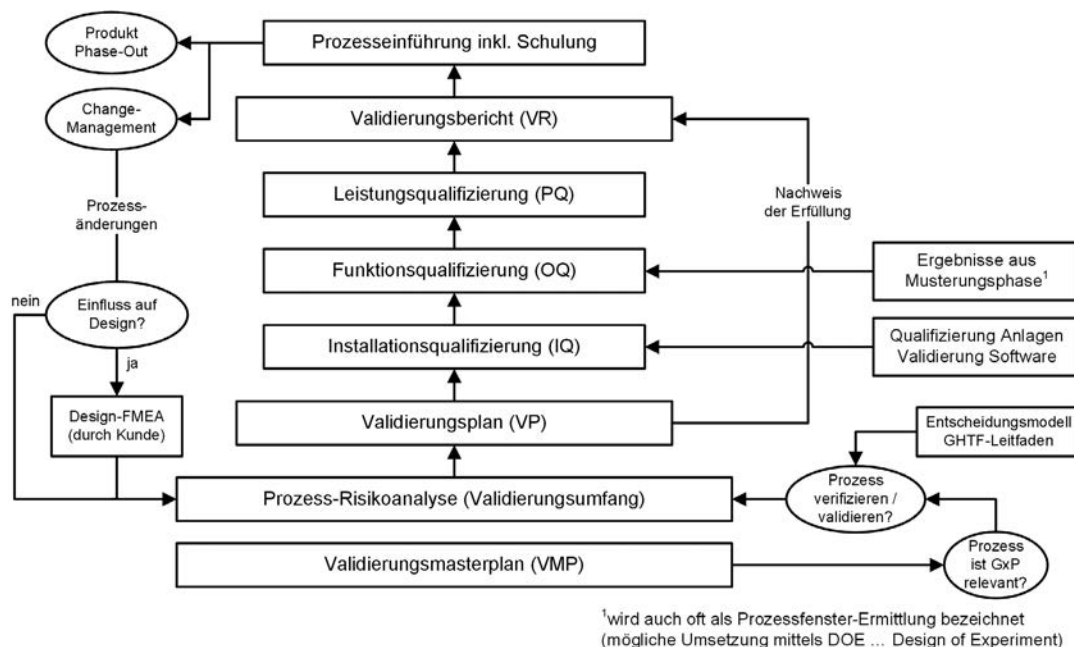 Produkt
Phase-Out
Prozesseinführung inkl. Schulung
Change-
Management
Validierungsbericht (VR)
Prozess-
änderungen
Leistungsqualifizierung (PQ)
Nachweis
der Erfüllung
Funktionsqualifizierung (OQ)
Ergebnisse aus
Musterungsphase¹
nein
Einfluss auf
Design?
ja
Installationsqualifizierung (IQ)
Qualifizierung Anlagen
Validierung Software
Design-FMEA
(durch Kunde)
Validierungsplan (VP)
Entscheidungsmodell
GHTF-Leitfaden
Prozess-Risikoanalyse (Validierungsumfang)
Prozess
verifizieren /
validieren?
Validierungsmasterplan (VMP)
Prozess
ist GxP
relevant?
¹wird auch oft als Prozessfenster-Ermittlung bezeichnet
(mögliche Umsetzung mittels DOE ... Design of Experiment)